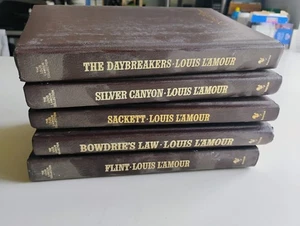 THE DAYBREAKERS · LOUIS L'AMOUR
SILVER CANYON · LOUIS L'AMOUR
SACKETT · LOUIS L'AMOUR
BOWDRIE'S LAW · LOUIS L'AMOUR
FLINT · LOUIS L'AMOUR